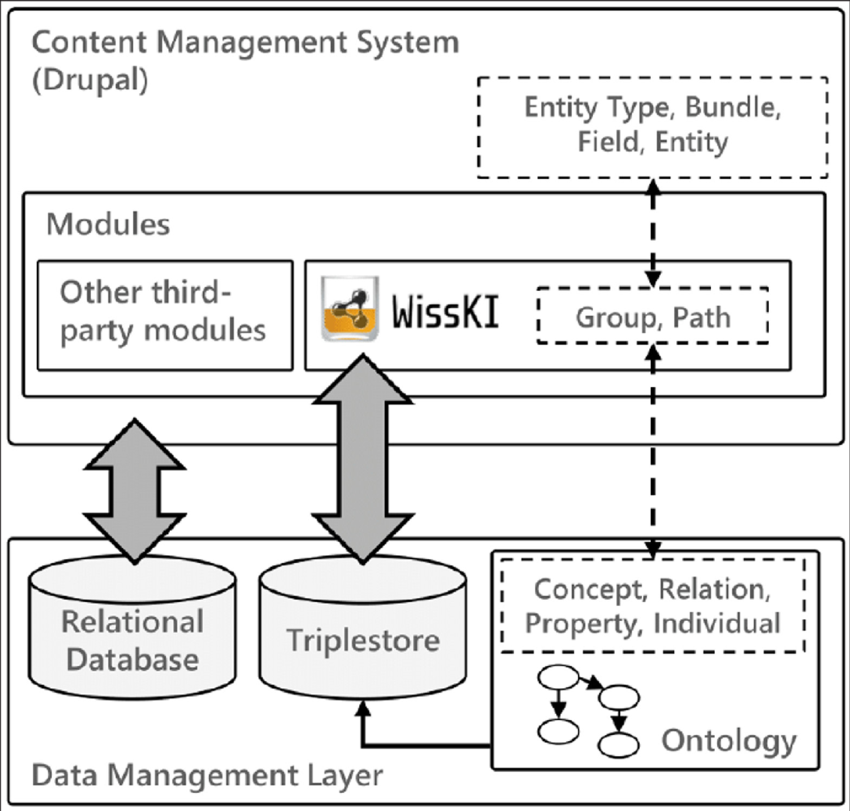 Content Management System
(Drupal)
Entity Type, Bundle,
Field, Entity
Modules
Other third-
party modules
WissKI
Group, Path
Relational
Database
Triplestore
Concept, Relation,
Property, Individual
Ontology
Data Management Layer